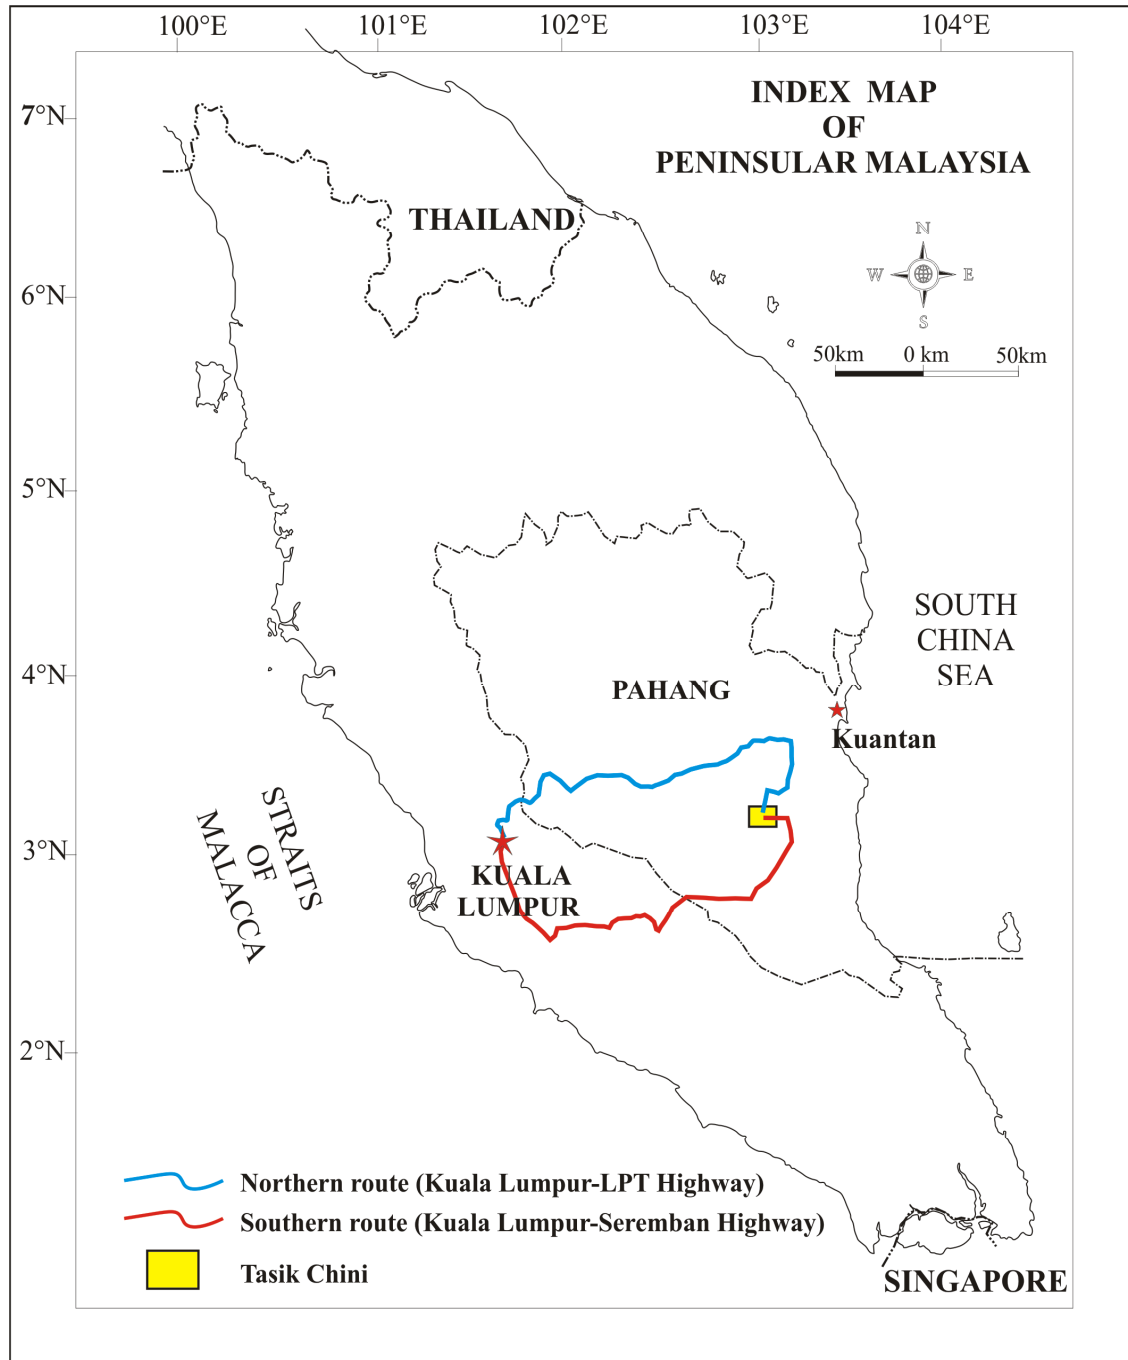 100°E 101°E 102°E 103°E 104°E
INDEX MAP
OF
PENINSULAR MALAYSIA
7°N
THAILAND
N
W E
S
6°N
50km 0 km 50km
5°N
SOUTH
CHINA
SEA
4°N
PAHANG
Kuantan
STRAITS
OF
MALACCA
3°N
KUALA
LUMPUR
2°N
Northern route (Kuala Lumpur-LPT Highway)
Southern route (Kuala Lumpur-Seremban Highway)
Tasik Chini
SINGAPORE